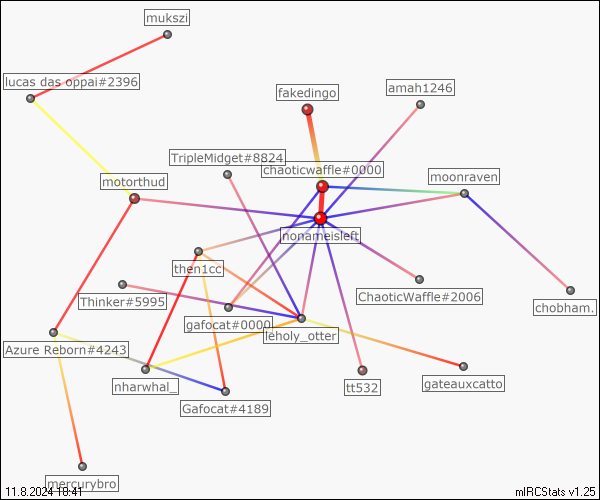 mukszi
lucas das oppai#2396
fakedingo
amah1246
TripleMidget#8824
chaoticwaffle#0000
motorthud
moonraven
nonameisleft
then1cc
Thinker#5995
ChaoticWaffle#2006
chobham.
gafocat#0000
leholy_otter
Azure Reborn#4243
nharwhal_
tt532
gateauxcatto
Gafocat#4189
mercurybro
11.8.2024 18:41
mIRCStats v1.25